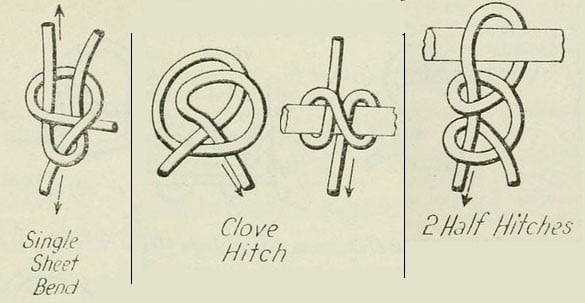 Single
Sheet
Bend
Clove
Hitch
2 Half Hitches